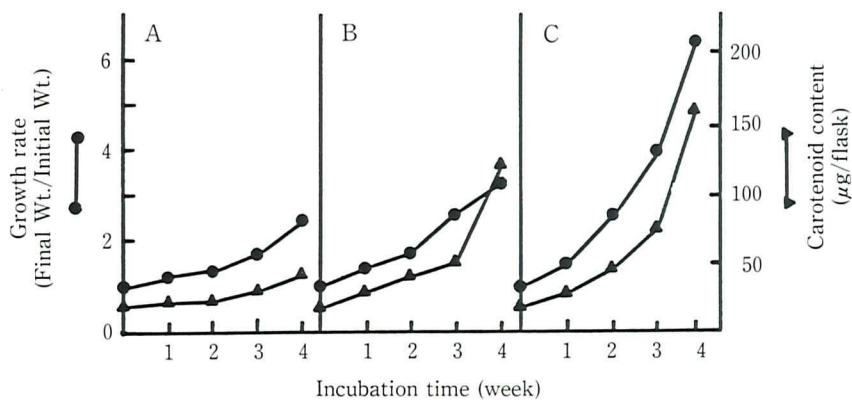 A
B
C
6
4
2
0
200
150
100
50
Growth rate
(Final Wt./Initial Wt.)
Carotenoid content
(μg/flask)
1 2 3 4 1 2 3 4 1 2 3 4
Incubation time (week)